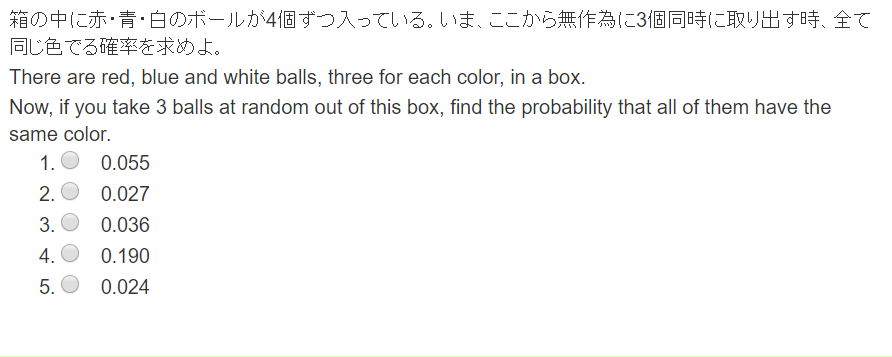 箱の中に赤・青・白のボールが4個ずつ入っている。いま、ここから無作為に3個同時に取り出す時、全て
同じ色でる確率を求めよ。
There are red, blue and white balls, three for each color, in a box.
Now, if you take 3 balls at random out of this box, find the probability that all of them have the
same color.
1. 0.055
2. 0.027
3. 0.036
4. 0.190
5. 0.024